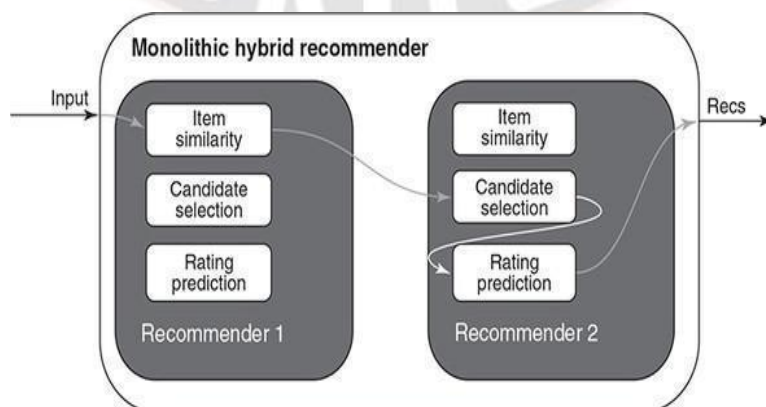 Monolithic hybrid recommender
Input
Recs
Item
similarity
Candidate
selection
Rating
prediction
Recommender 1
Item
similarity
Candidate
selection
Rating
prediction
Recommender 2